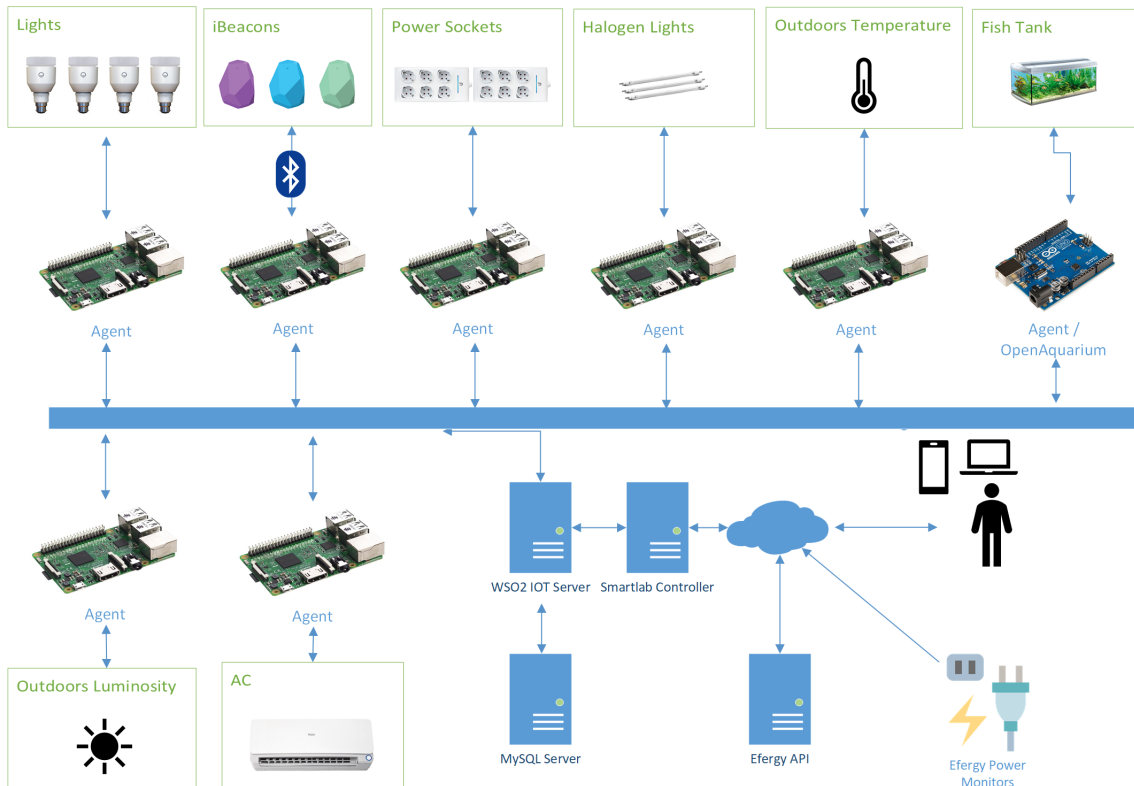 Lights
iBeacons
Power Sockets
Halogen Lights
Outdoors Temperature
Fish Tank
Agent
Agent
Agent
Agent
Agent
Agent /
OpenAquarium
WSO2 IOT Server
Smartlab Controller
Agent
Agent
Outdoors Luminosity
AC
MySQL Server
Efergy API
Efergy Power
Monitors